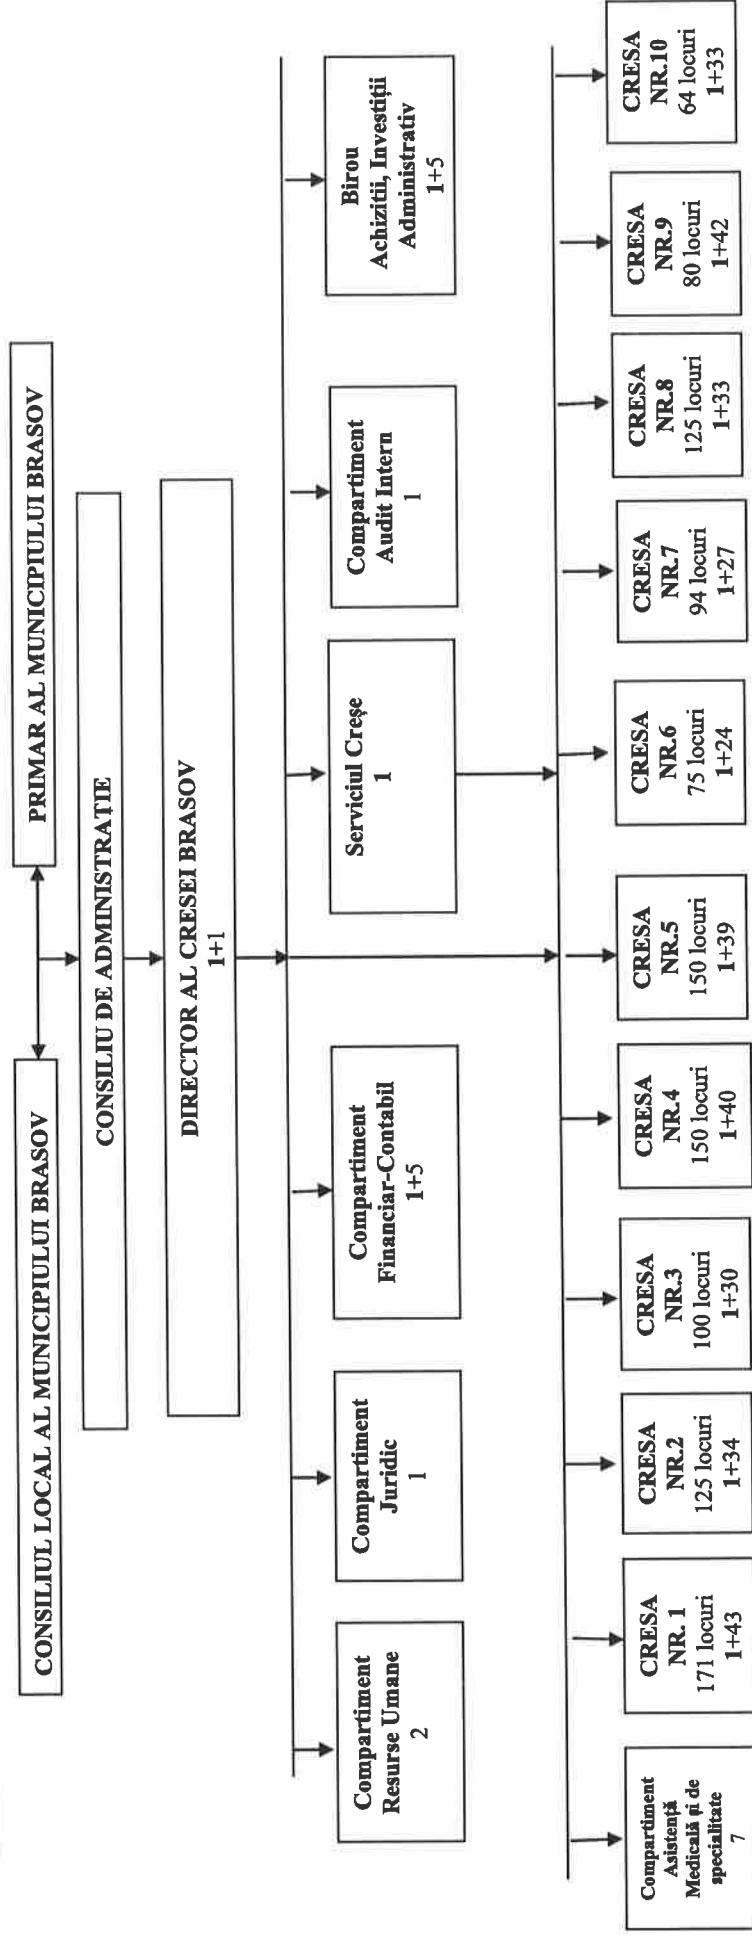 CONSILIUL LOCAL AL MUNICIPIULUI BRASOV
PRIMAR AL MUNICIPIULUI BRASOV
CONSILIU DE ADMINISTRAȚIE
DIRECTOR AL CRESEI BRASOV
1+1
Compartiment
Resurse Umane
2
Compartiment
Juridic
1
Compartiment
Financiar-Contabil
1+5
Serviciul Creșe
1
Compartiment
Audit Intern
1
Birou
Achizitii, Investiții
Administrativ
1+5
Compartiment
Asistență
Medicală și de
specialitate
7
CRESA
NR. 1
171 locuri
1+43
CRESA
NR.2
125 locuri
1+34
CRESA
NR.3
100 locuri
1+30
CRESA
NR.4
150 locuri
1+40
CRESA
NR.5
150 locuri
1+39
CRESA
NR.6
75 locuri
1+24
CRESA
NR.7
94 locuri
1+27
CRESA
NR.8
125 locuri
1+33
CRESA
NR.9
80 locuri
1+42
CRESA
NR.10
64 locuri
1+33